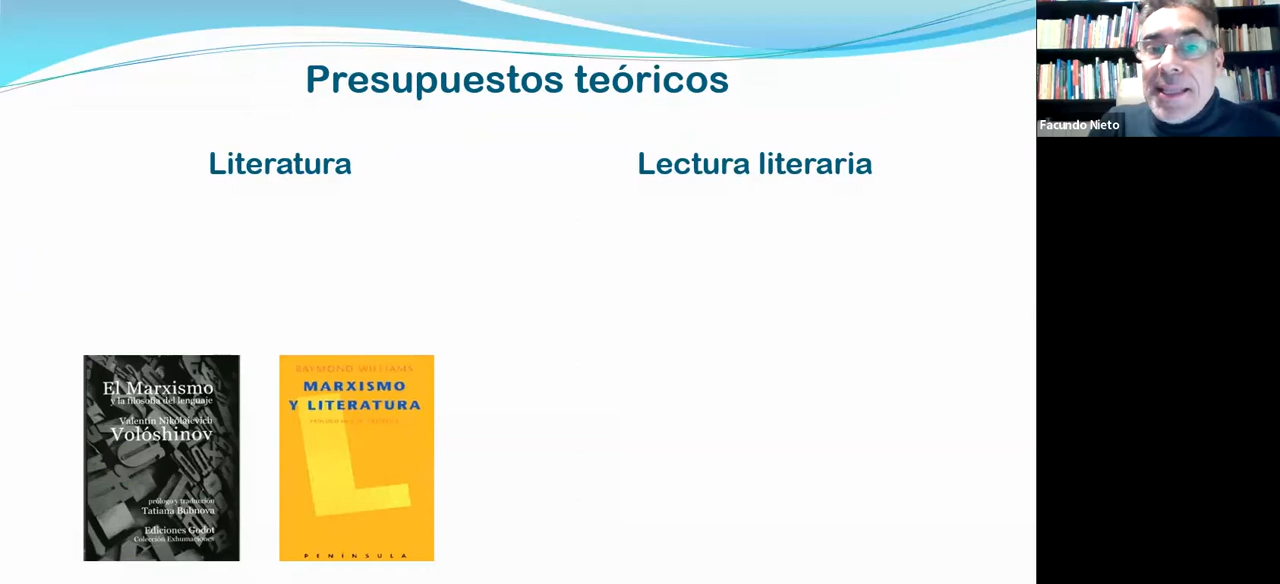 Presupuestos teóricos
Literatura
Lectura literaria
Facundo Nieto
El Marxismo
y la filosofía del lenguaje
Valentín Nikoláievich
Volóshinov
prólogo y traducción
Tatiana Bubnova
Ediciones Godot
Colección Exhumaciones
RAYMOND WILLIAMS
MARXISMO
Y LITERATURA
PENÍNSULA